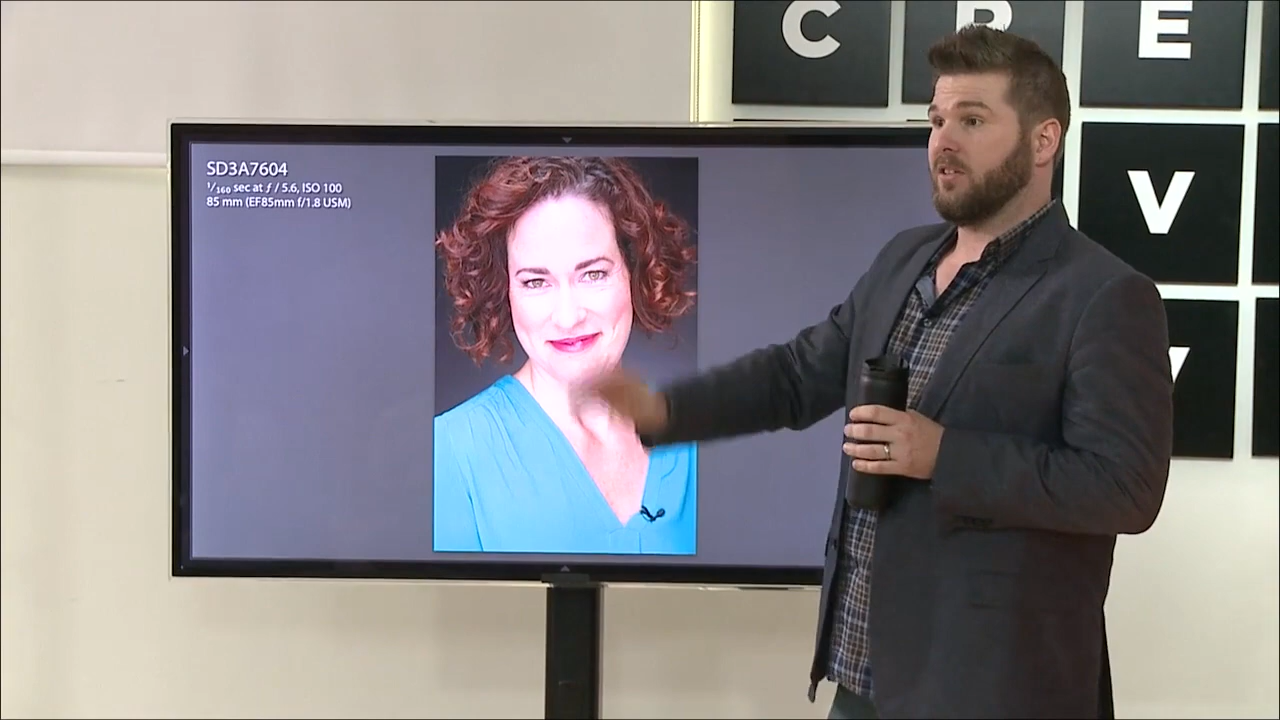 SD3A7604
1/160 sec at ƒ / 5.6, ISO 100
85 mm (EF85mm f/1.8 USM)
C R E
V